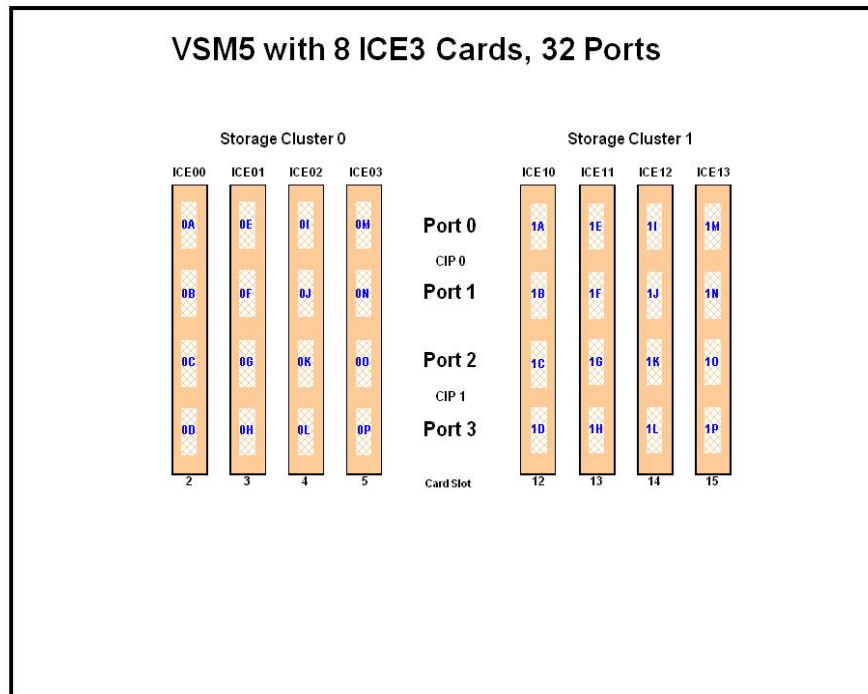 VSM5 with 8 ICE3 Cards, 32 Ports
Storage Cluster 0 Storage Cluster 1
ICE00 ICE01 ICE02 ICE03 ICE10 ICE11 ICE12 ICE13
0A 0E 0I 0M Port 0 1A 1E 1I 1M
CIP 0
0B 0F 0J 0N Port 1 1B 1F 1J 1N
0C 0G 0K 0O Port 2 1C 1G 1K 1O
CIP 1
0D 0H 0L 0P Port 3 1D 1H 1L 1P
2 3 4 5 Card Slot 12 13 14 15